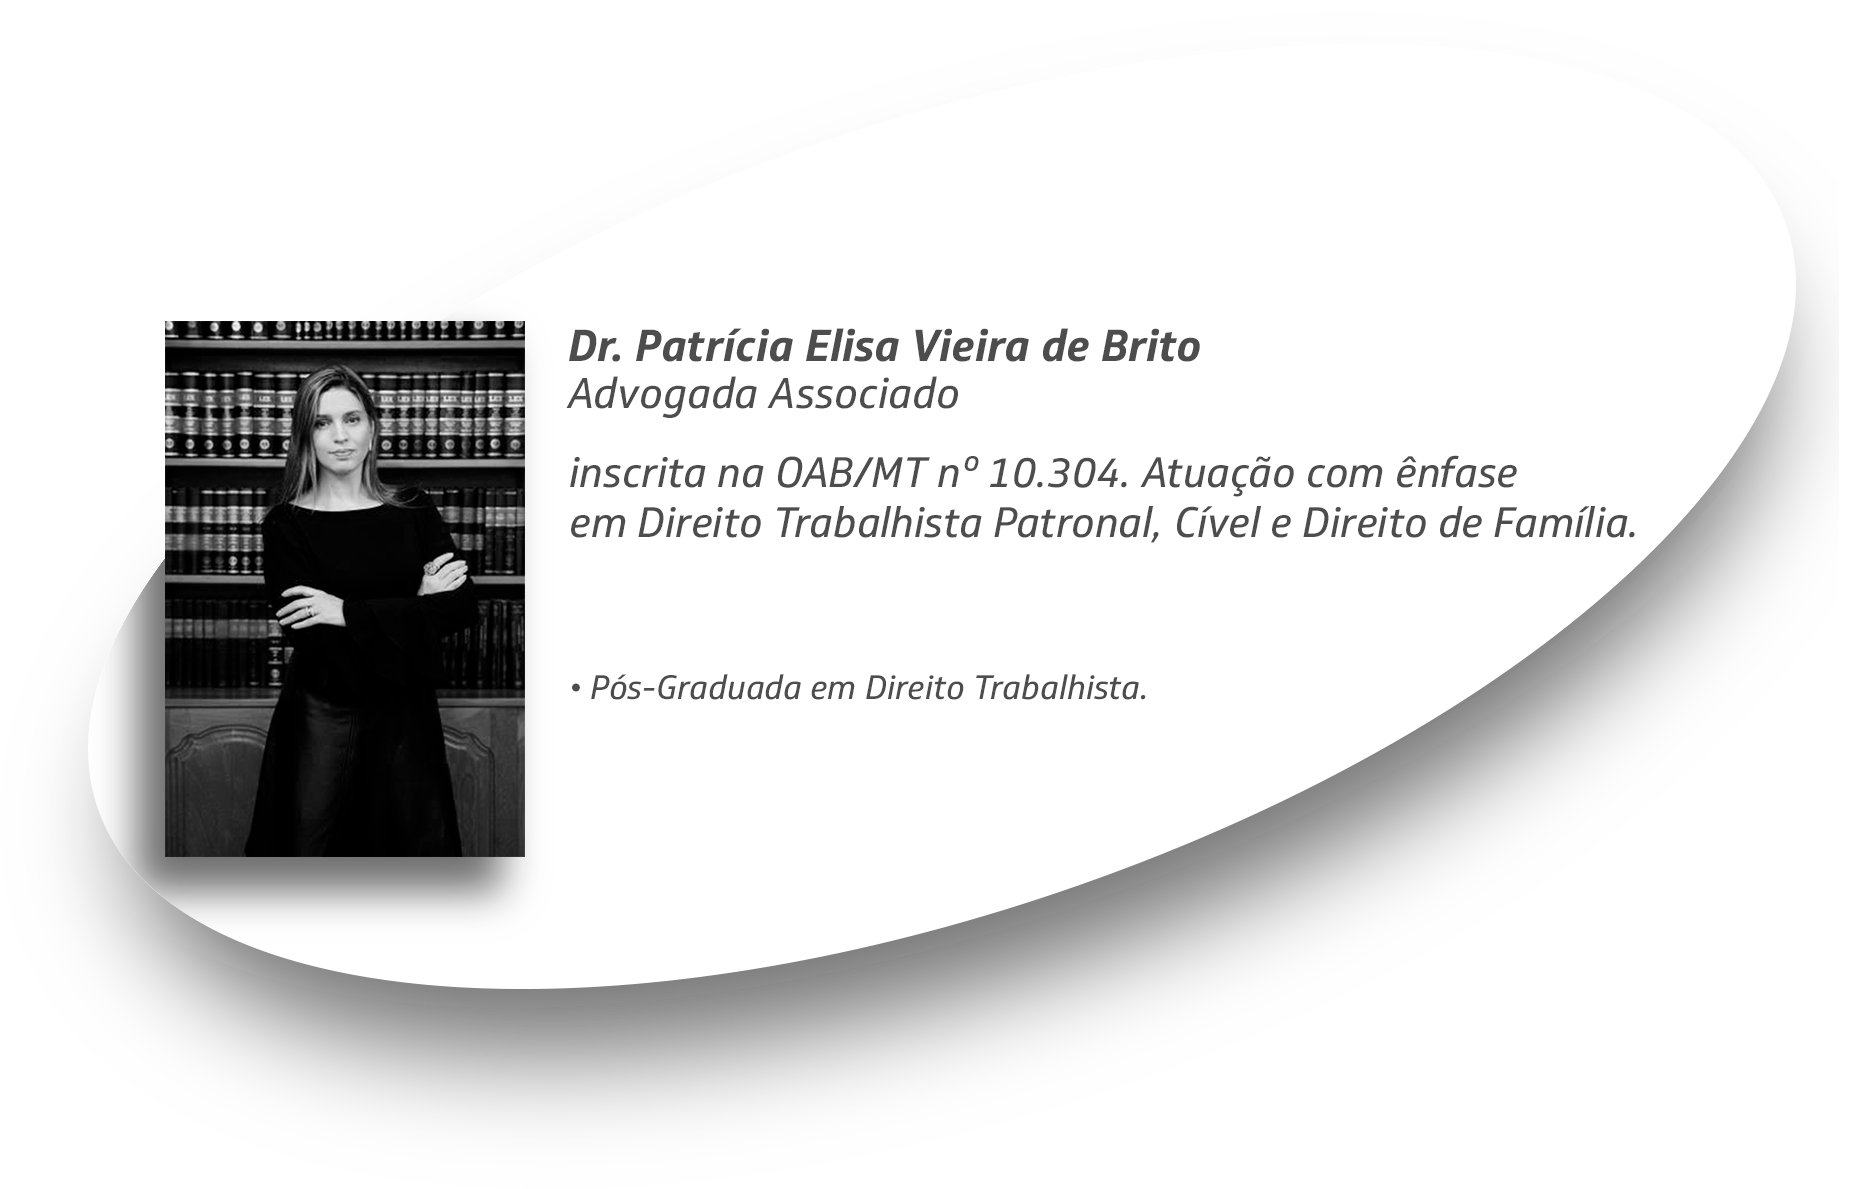 Dr. Patrícia Elisa Vieira de Brito
Advogada Associado
inscrita na OAB/MT nº 10.304. Atuação com ênfase
em Direito Trabalhista Patronal, Cível e Direito de Família.
• Pós-Graduada em Direito Trabalhista.